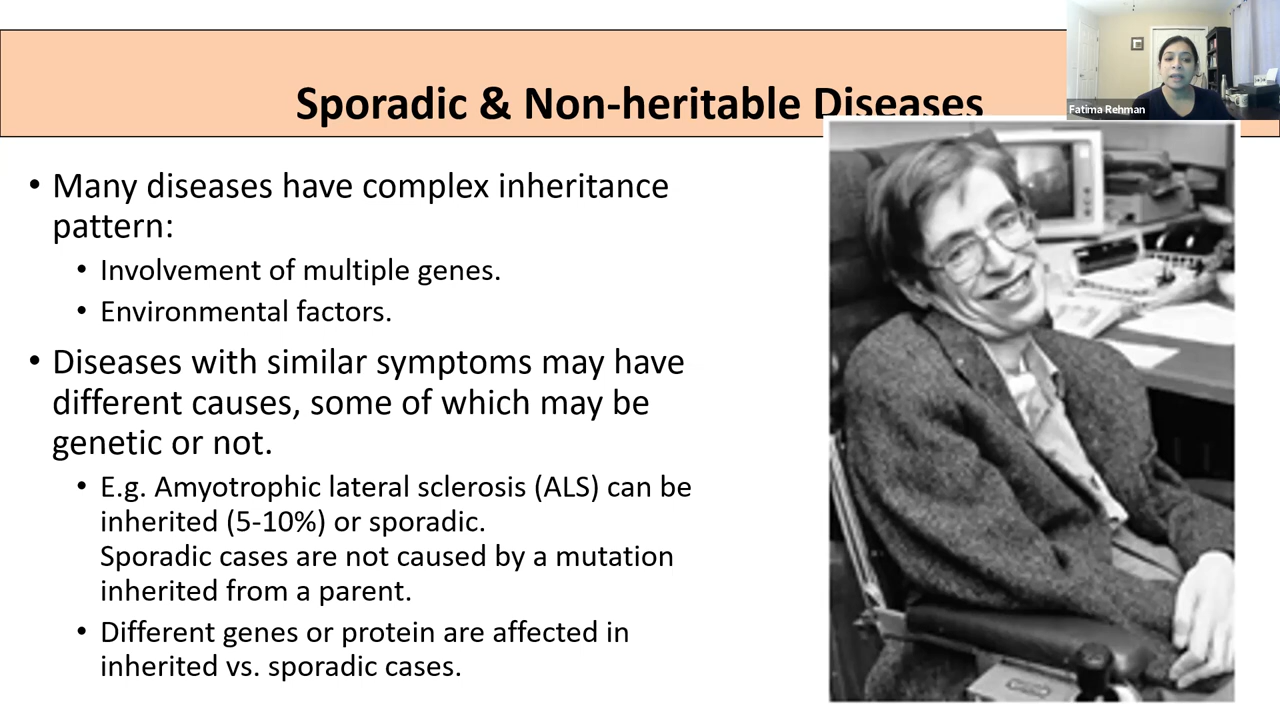 Sporadic & Non-heritable Diseases
Fatima Rehman
• Many diseases have complex inheritance
pattern:
• Involvement of multiple genes.
• Environmental factors.
• Diseases with similar symptoms may have
different causes, some of which may be
genetic or not.
• E.g. Amyotrophic lateral sclerosis (ALS) can be
inherited (5-10%) or sporadic.
Sporadic cases are not caused by a mutation
inherited from a parent.
• Different genes or protein are affected in
inherited vs. sporadic cases.